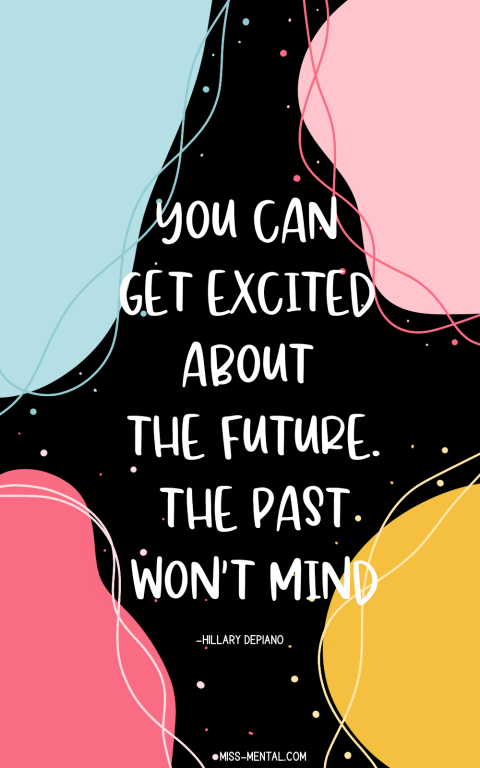 YOU CAN
GET EXCITED
ABOUT
THE FUTURE.
THE PAST
WON'T MIND
-HILLARY DEPIANO
MISS-MENTAL.COM